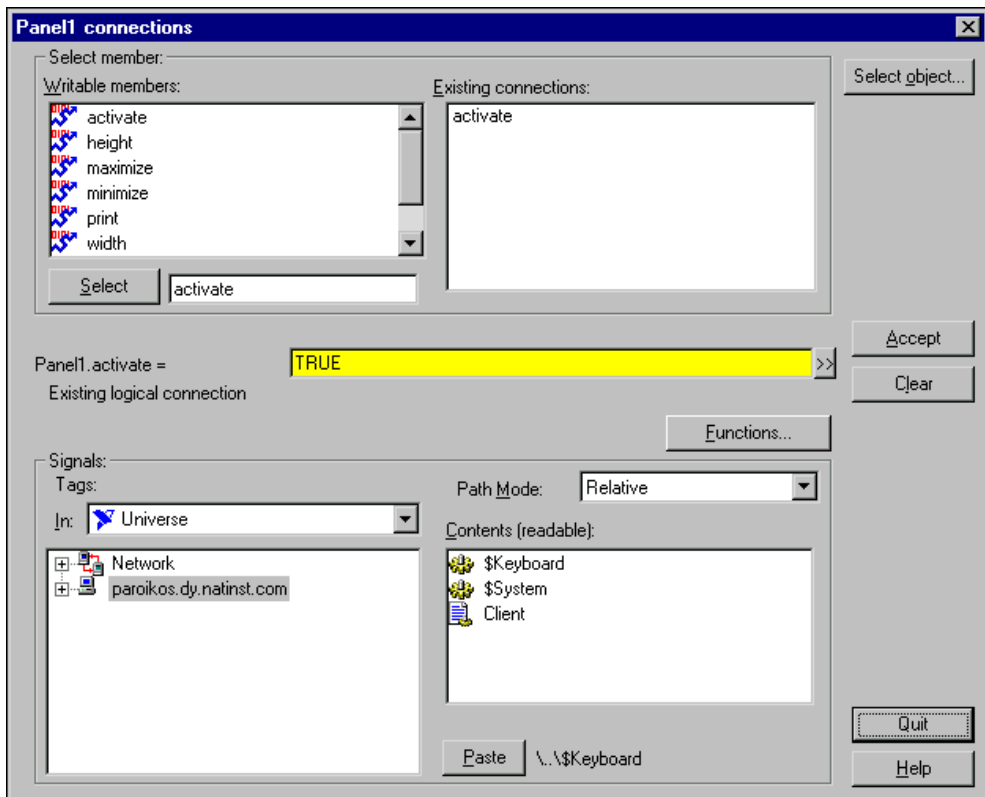 Panel1 connections
Select member:
Writable members:
activate
height
maximize
minimize
print
width
Select
activate
Existing connections:
activate
Select object...
Panel1.activate =
TRUE
>>
Existing logical connection
Accept
Clear
Functions...
Signals:
Tags:
In:
Universe
Network
paroikos.dy.natinst.com
Path Mode:
Relative
Contents (readable):
$Keyboard
$System
Client
Paste
\..\$Keyboard
Quit
Help